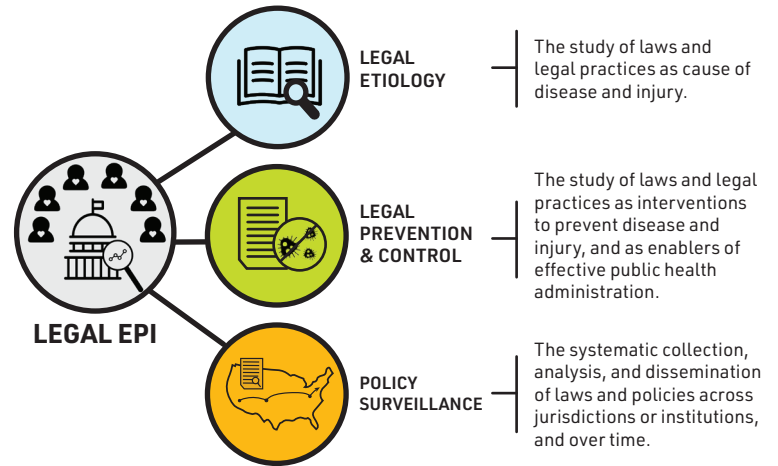 LEGAL
ETIOLOGY
The study of laws and
legal practices as cause of
disease and injury.
LEGAL
PREVENTION
& CONTROL
The study of laws and legal
practices as interventions
to prevent disease and
injury, and as enablers of
effective public health
administration.
LEGAL EPI
POLICY
SURVEILLANCE
The systematic collection,
analysis, and dissemination
of laws and policies across
jurisdictions or institutions,
and over time.